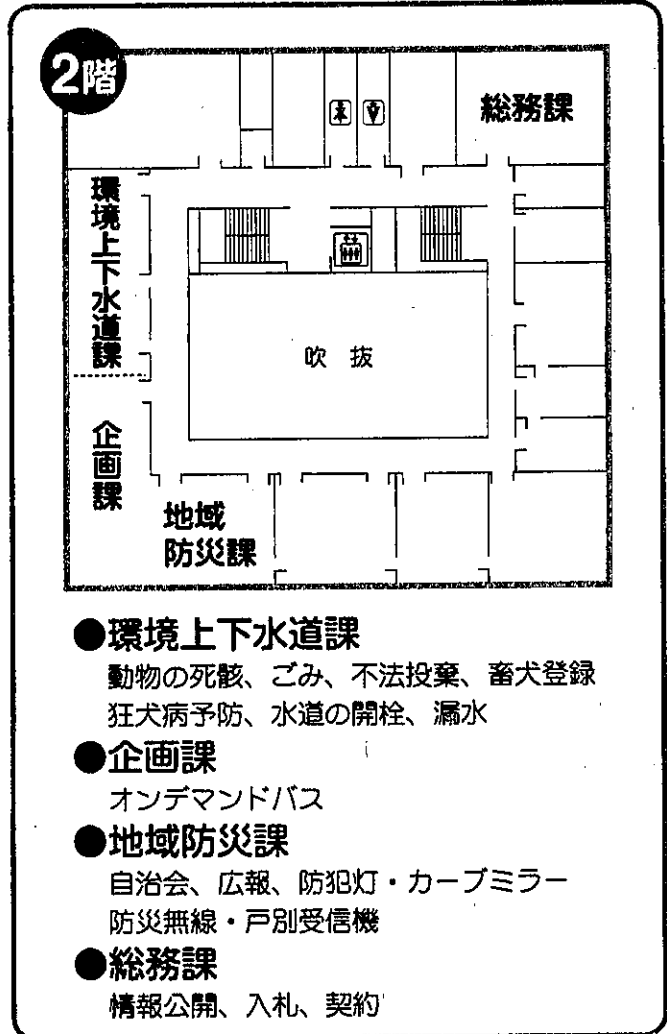 2階
総務課
環境上下水道課
吹 抜
企画課
地域
防災課
●環境上下水道課
動物の死骸、ごみ、不法投棄、畜犬登録
狂犬病予防、水道の開栓、漏水
●企画課
オンデマンドバス
●地域防災課
自治会、広報、防犯灯・カーブミラー
防災無線・戸別受信機
●総務課
情報公開、入札、契約